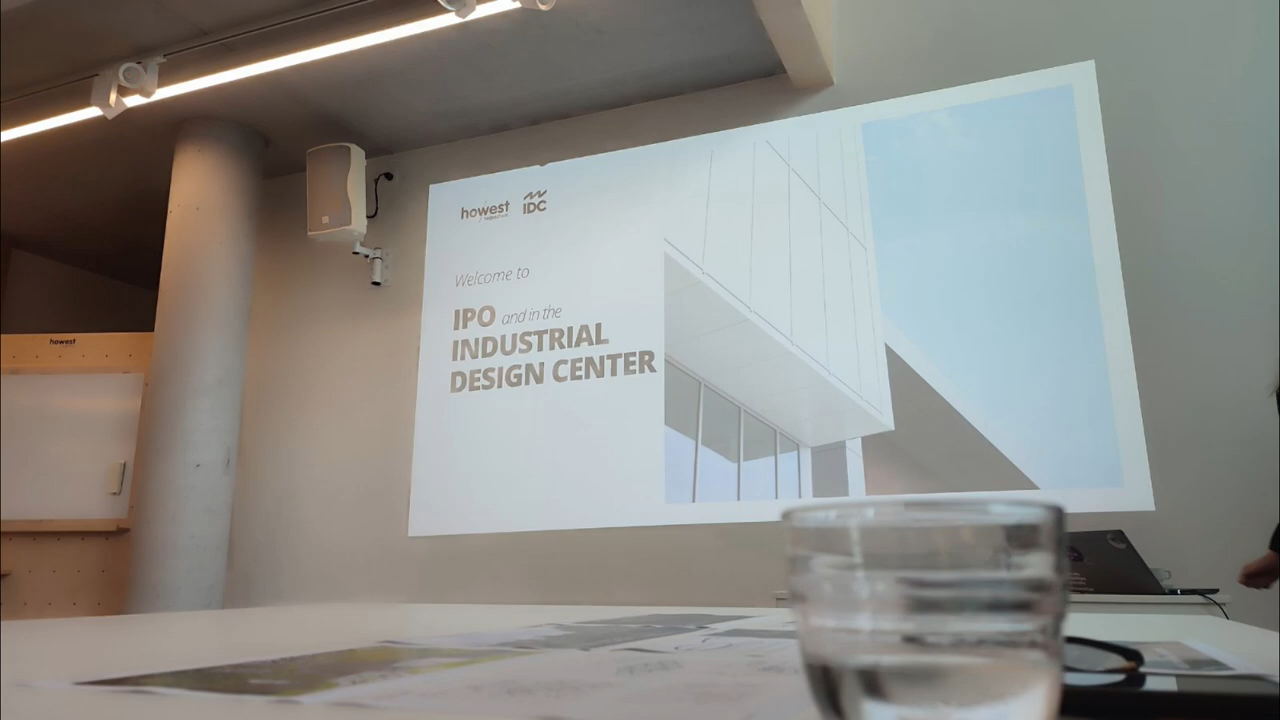 howest
IDC
Welcome to
IPO and in the
INDUSTRIAL
DESIGN CENTER
howest